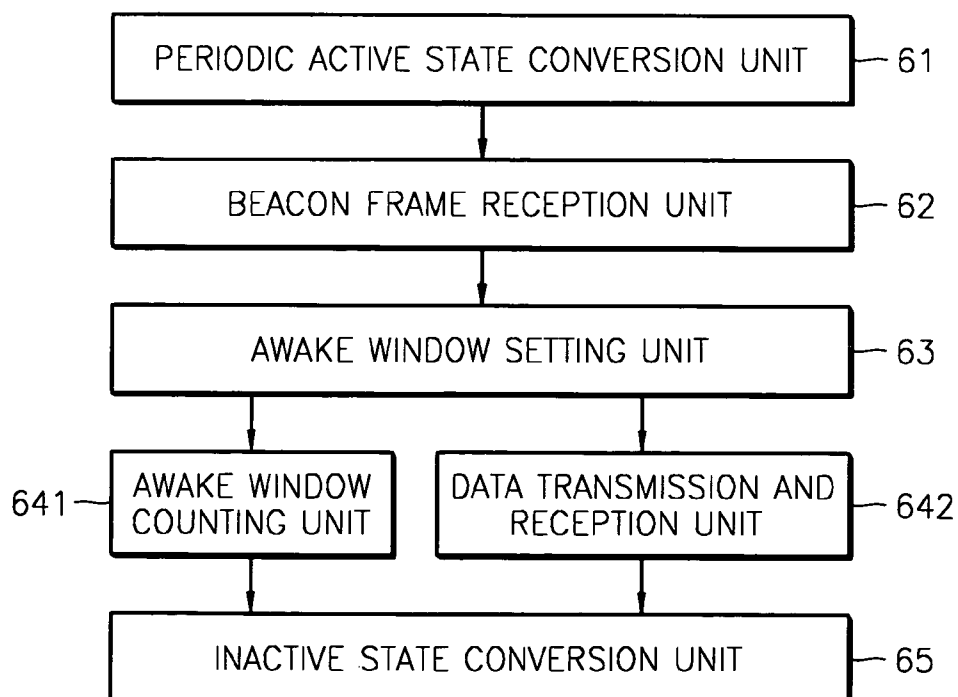 PERIODIC ACTIVE STATE CONVERSION UNIT 61
BEACON FRAME RECEPTION UNIT 62
AWAKE WINDOW SETTING UNIT 63
641 AWAKE WINDOW
COUNTING UNIT
DATA TRANSMISSION AND
RECEPTION UNIT 642
INACTIVE STATE CONVERSION UNIT 65